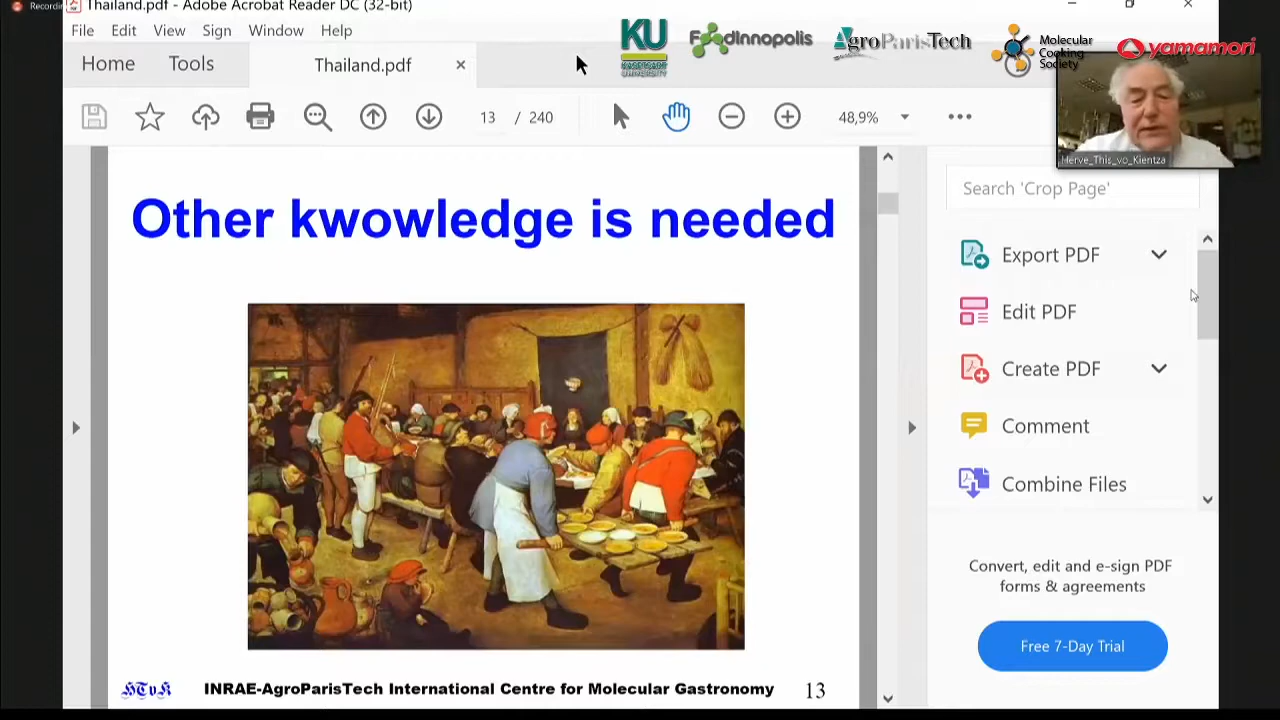 Recordin
Thailand.pdf - Adobe Acrobat Reader DC (32-bit)
File Edit View Sign Window Help
KU
KASETSART
UNIVERSITY
FoodInnopolis
AgroParisTech
Molecular
Cooking
Society
yamamori
Home Tools Thailand.pdf
13 / 240 48,9%
Herve_This_vo_Kientza
Search 'Crop Page'
Other kwowledge is needed
Export PDF
Edit PDF
Create PDF
Comment
Combine Files
Convert, edit and e-sign PDF
forms & agreements
Free 7-Day Trial
HTvK INRAE-AgroParisTech International Centre for Molecular Gastronomy 13